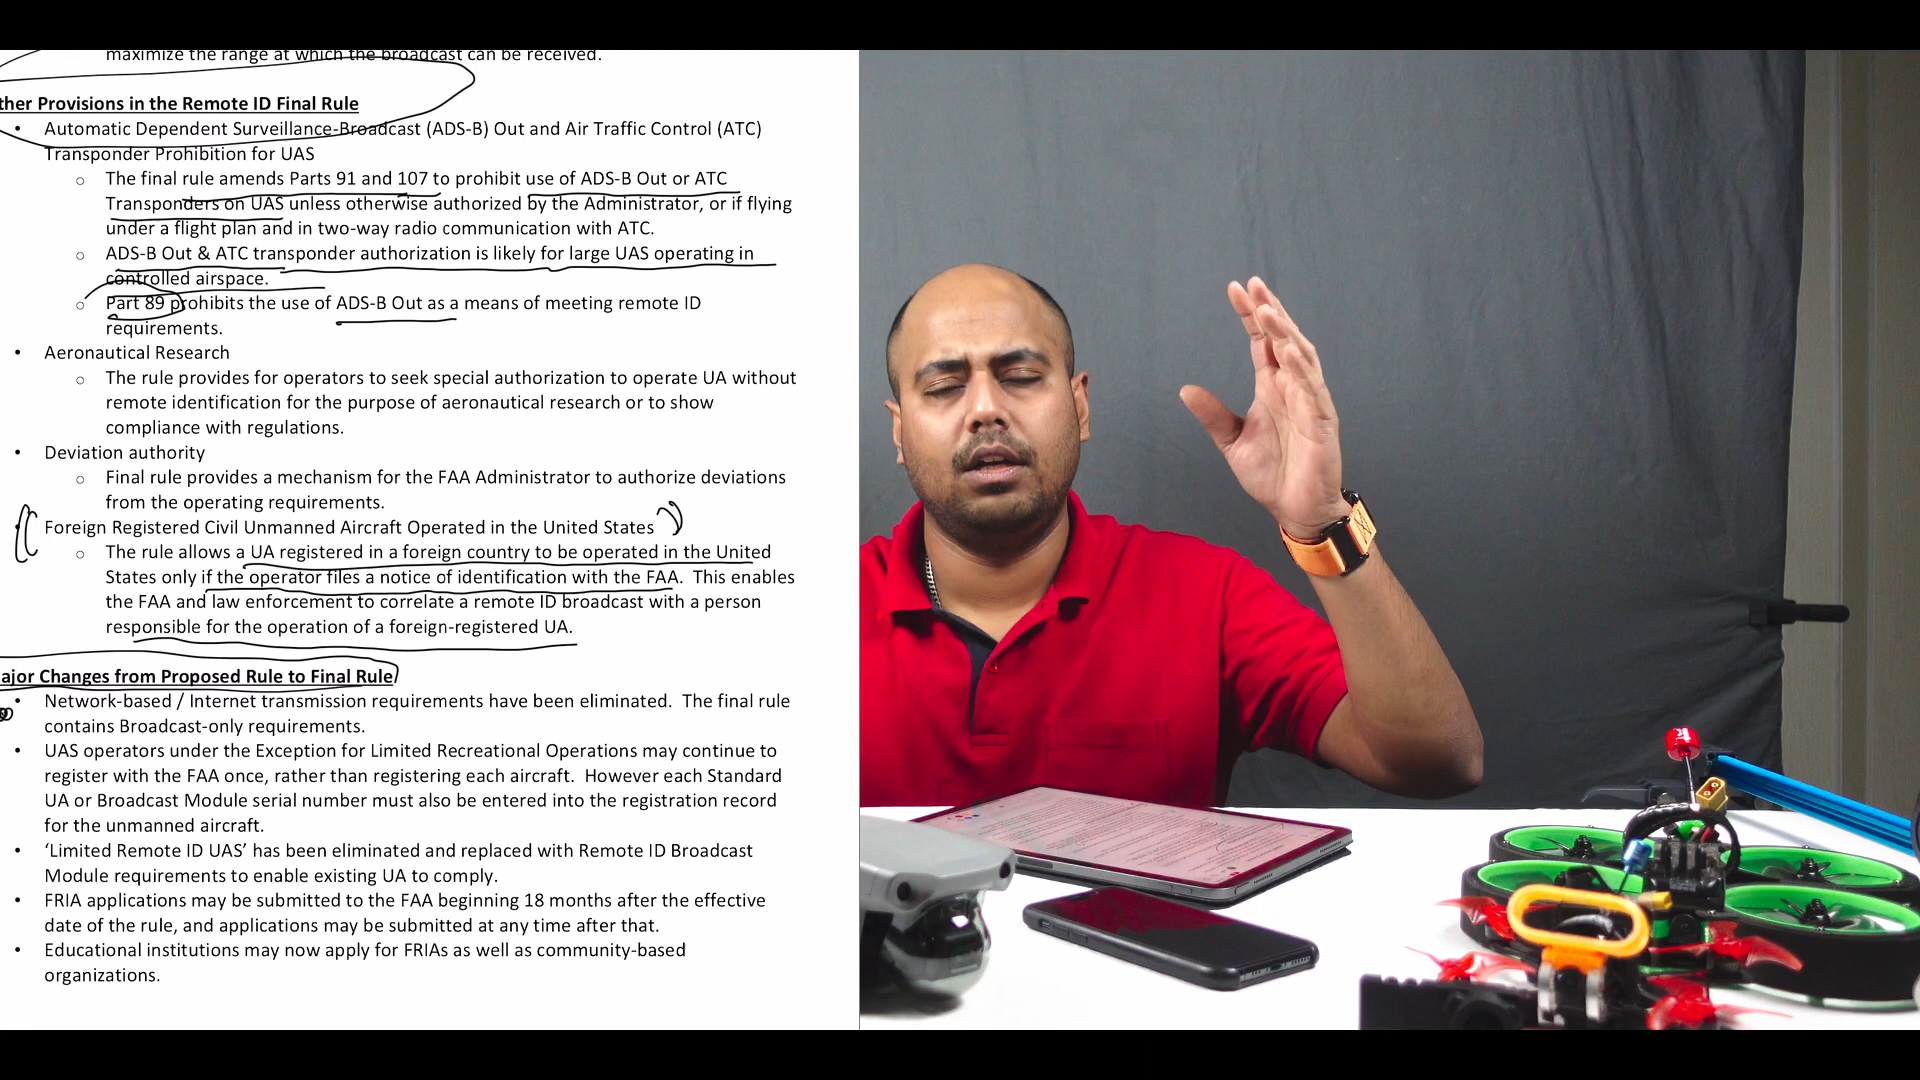 maximize the range at which the broadcast can be received.
ther Provisions in the Remote ID Final Rule
• Automatic Dependent Surveillance-Broadcast (ADS-B) Out and Air Traffic Control (ATC)
Transponder Prohibition for UAS
o The final rule amends Parts 91 and 107 to prohibit use of ADS-B Out or ATC
Transponders on UAS unless otherwise authorized by the Administrator, or if flying
under a flight plan and in two-way radio communication with ATC.
o ADS-B Out & ATC transponder authorization is likely for large UAS operating in
controlled airspace.
o Part 89 prohibits the use of ADS-B Out as a means of meeting remote ID
requirements.
• Aeronautical Research
o The rule provides for operators to seek special authorization to operate UA without
remote identification for the purpose of aeronautical research or to show
compliance with regulations.
• Deviation authority
o Final rule provides a mechanism for the FAA Administrator to authorize deviations
from the operating requirements.
• Foreign Registered Civil Unmanned Aircraft Operated in the United States
o The rule allows a UA registered in a foreign country to be operated in the United
States only if the operator files a notice of identification with the FAA.  This enables
the FAA and law enforcement to correlate a remote ID broadcast with a person
responsible for the operation of a foreign-registered UA.
ajor Changes from Proposed Rule to Final Rule
• Network-based / Internet transmission requirements have been eliminated.  The final rule
contains Broadcast-only requirements.
• UAS operators under the Exception for Limited Recreational Operations may continue to
register with the FAA once, rather than registering each aircraft.  However each Standard
UA or Broadcast Module serial number must also be entered into the registration record
for the unmanned aircraft.
• ‘Limited Remote ID UAS’ has been eliminated and replaced with Remote ID Broadcast
Module requirements to enable existing UA to comply.
• FRIA applications may be submitted to the FAA beginning 18 months after the effective
date of the rule, and applications may be submitted at any time after that.
• Educational institutions may now apply for FRIAs as well as community-based
organizations.